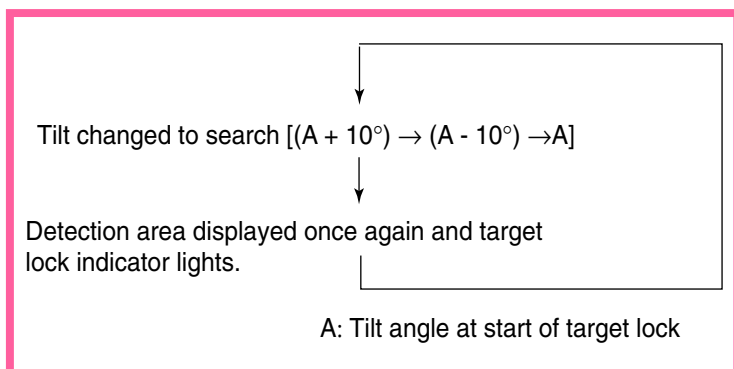 Tilt changed to search [(A + 10°) → (A - 10°) →A]
Detection area displayed once again and target
lock indicator lights.
A: Tilt angle at start of target lock